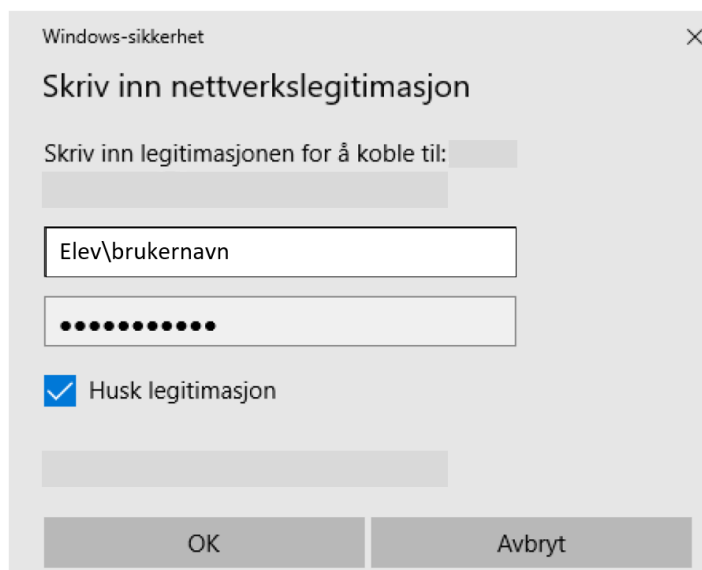 Windows-sikkerhet
Skriv inn nettverkslegitimasjon
Skriv inn legitimasjonen for å koble til:
Elev\brukernavn
●●●●●●●●●●●
Husk legitimasjon
OK
Avbryt